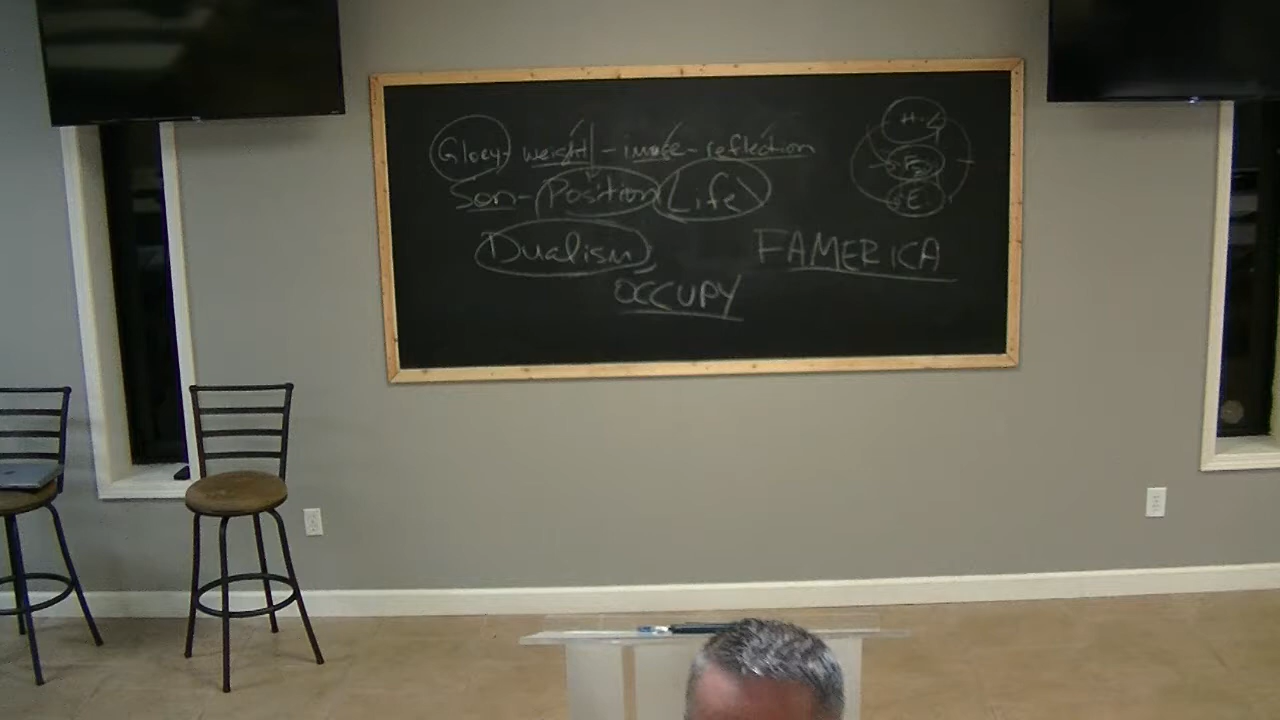 Glory weight - image - reflection
Son - Position Life
Dualism
OCCUPY
FAMERICA
H.
E.